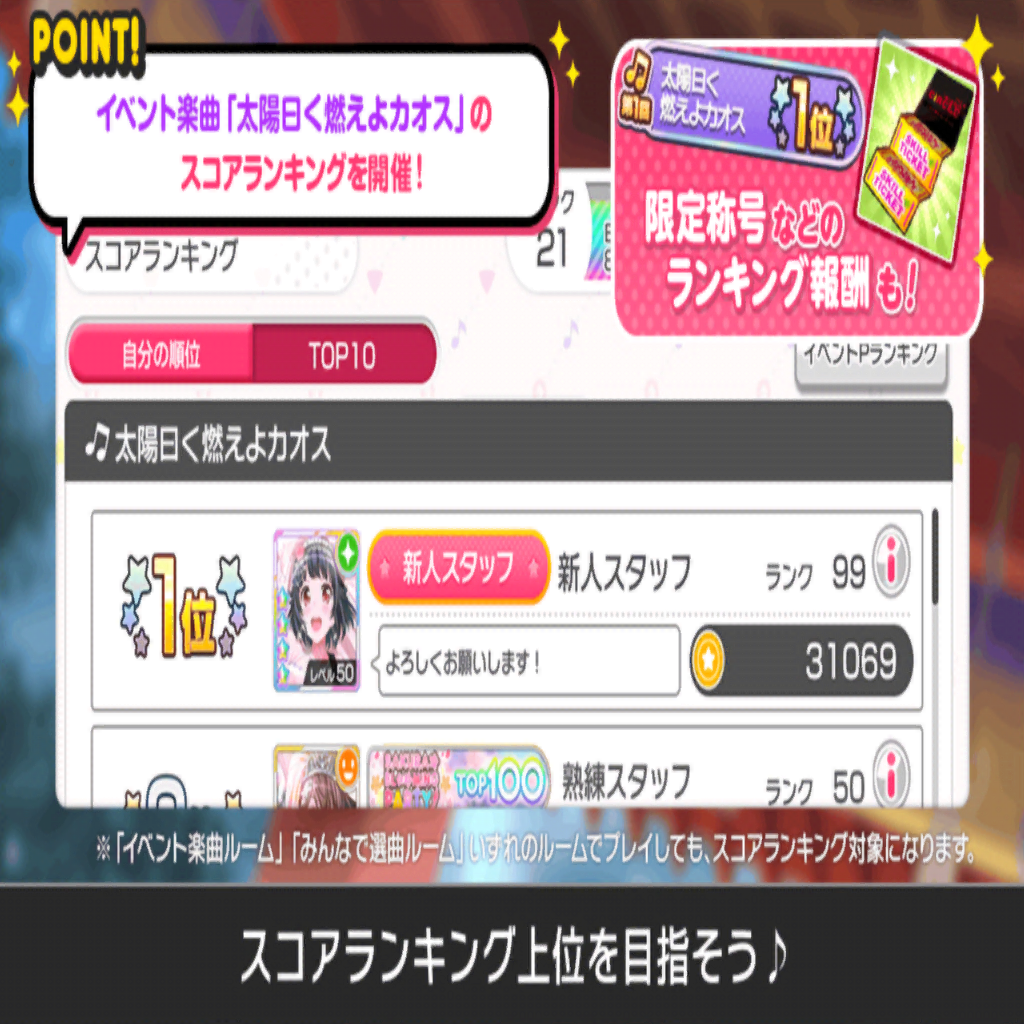 POINT!
イベント楽曲「太陽曰く燃えよカオス」の
スコアランキングを開催！
第1回
太陽曰く
燃えよカオス
1位
SKILL
TICKET
SKILL
TICKET
限定称号などの
ランキング報酬も！
スコアランキング
21
自分の順位
TOP10
イベントPランキング
太陽曰く燃えよカオス
1位
レベル50
新人スタッフ
新人スタッフ
ランク 99
よろしくお願いします！
31069
PARTY
TOP100
熟練スタッフ
ランク 50
※「イベント楽曲ルーム」「みんなで選曲ルーム」いずれのルームでプレイしても、スコアランキング対象になります。
スコアランキング上位を目指そう♪